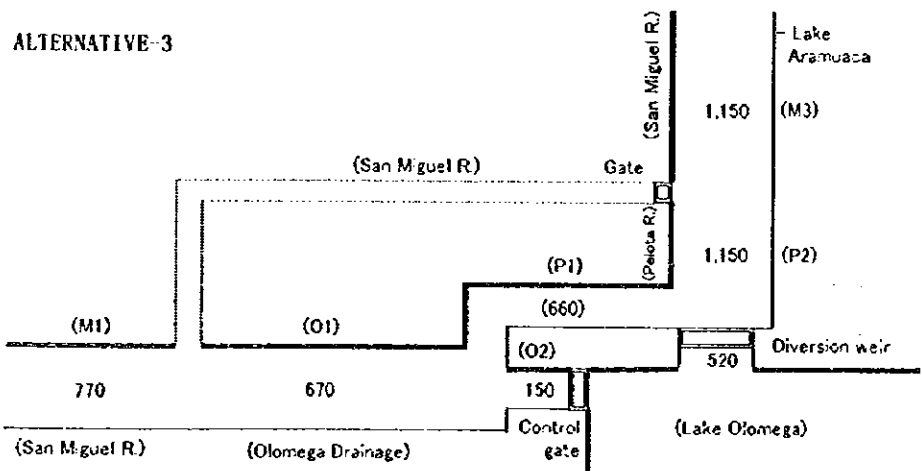 ALTERNATIVE-3
Lake
Aramuaca
(San Miguel R.)
1,150 (M3)
(San Miguel R.)
Gate
(Pelota R.)
1,150 (P2)
(P1)
(660)
(M1)
(O1)
(O2)
520
Diversion weir
770
670
150
Control
gate
(San Miguel R.)
(Olomega Drainage)
(Lake Olomega)